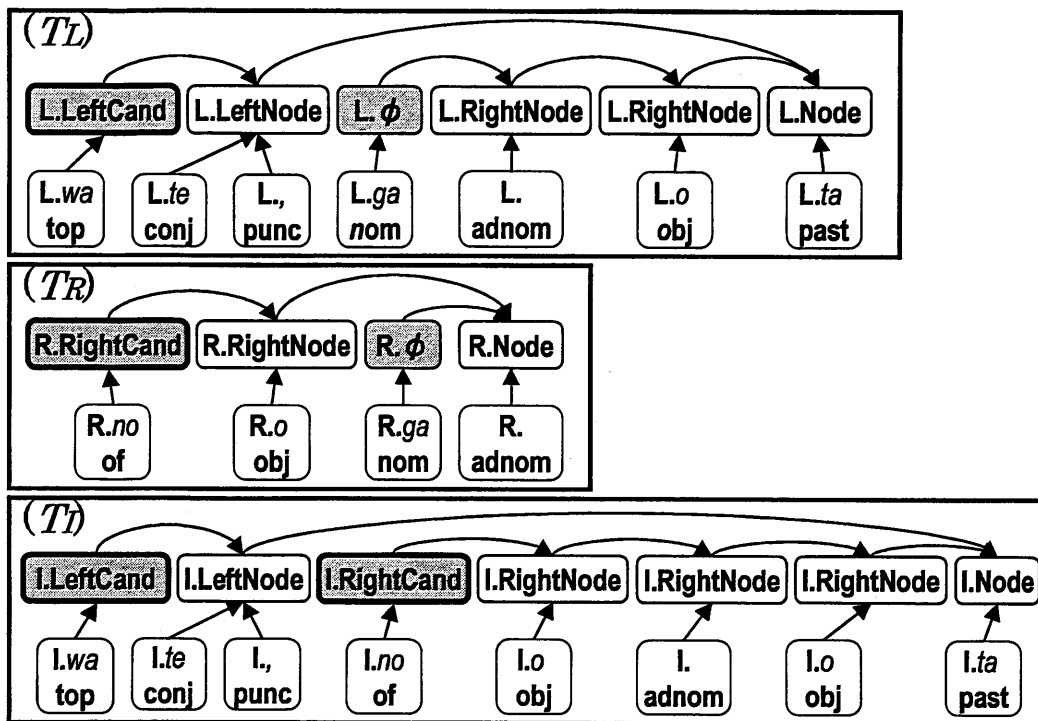 (TL)
L.LeftCand L.LeftNode L.ϕ L.RightNode L.RightNode L.Node
L.wa L.te L., L.ga L. L.o L.ta
top conj punc nom adnom obj past
(TR)
R.RightCand R.RightNode R.ϕ R.Node
R.no R.o R.ga R.
of obj nom adnom
(TI)
I.LeftCand I.LeftNode I.RightCand I.RightNode I.RightNode I.RightNode I.Node
I.wa I.te I., I.no I.o I. I.o I.ta
top conj punc of obj adnom obj past